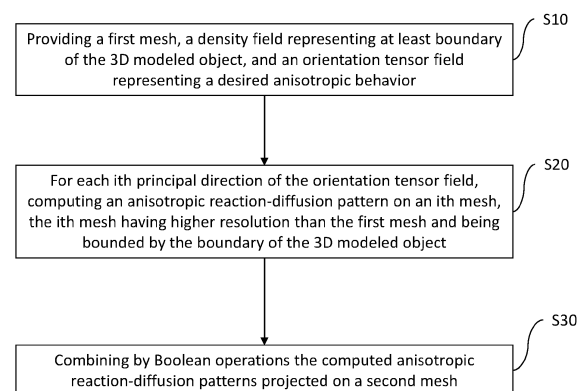 S10
Providing a first mesh, a density field representing at least boundary
of the 3D modeled object, and an orientation tensor field
representing a desired anisotropic behavior
S20
For each ith principal direction of the orientation tensor field,
computing an anisotropic reaction-diffusion pattern on an ith mesh,
the ith mesh having higher resolution than the first mesh and being
bounded by the boundary of the 3D modeled object
S30
Combining by Boolean operations the computed anisotropic
reaction-diffusion patterns projected on a second mesh